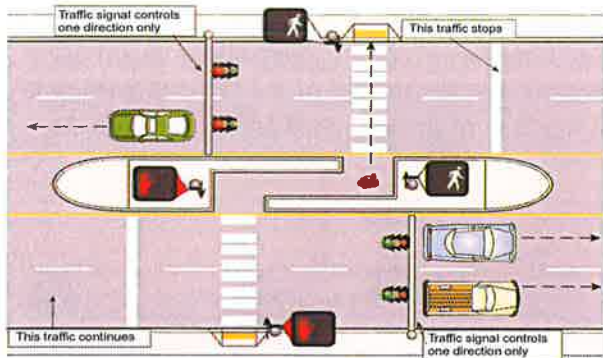 Traffic signal controls
one direction only
This traffic stops
This traffic continues
Traffic signal controls
one direction only